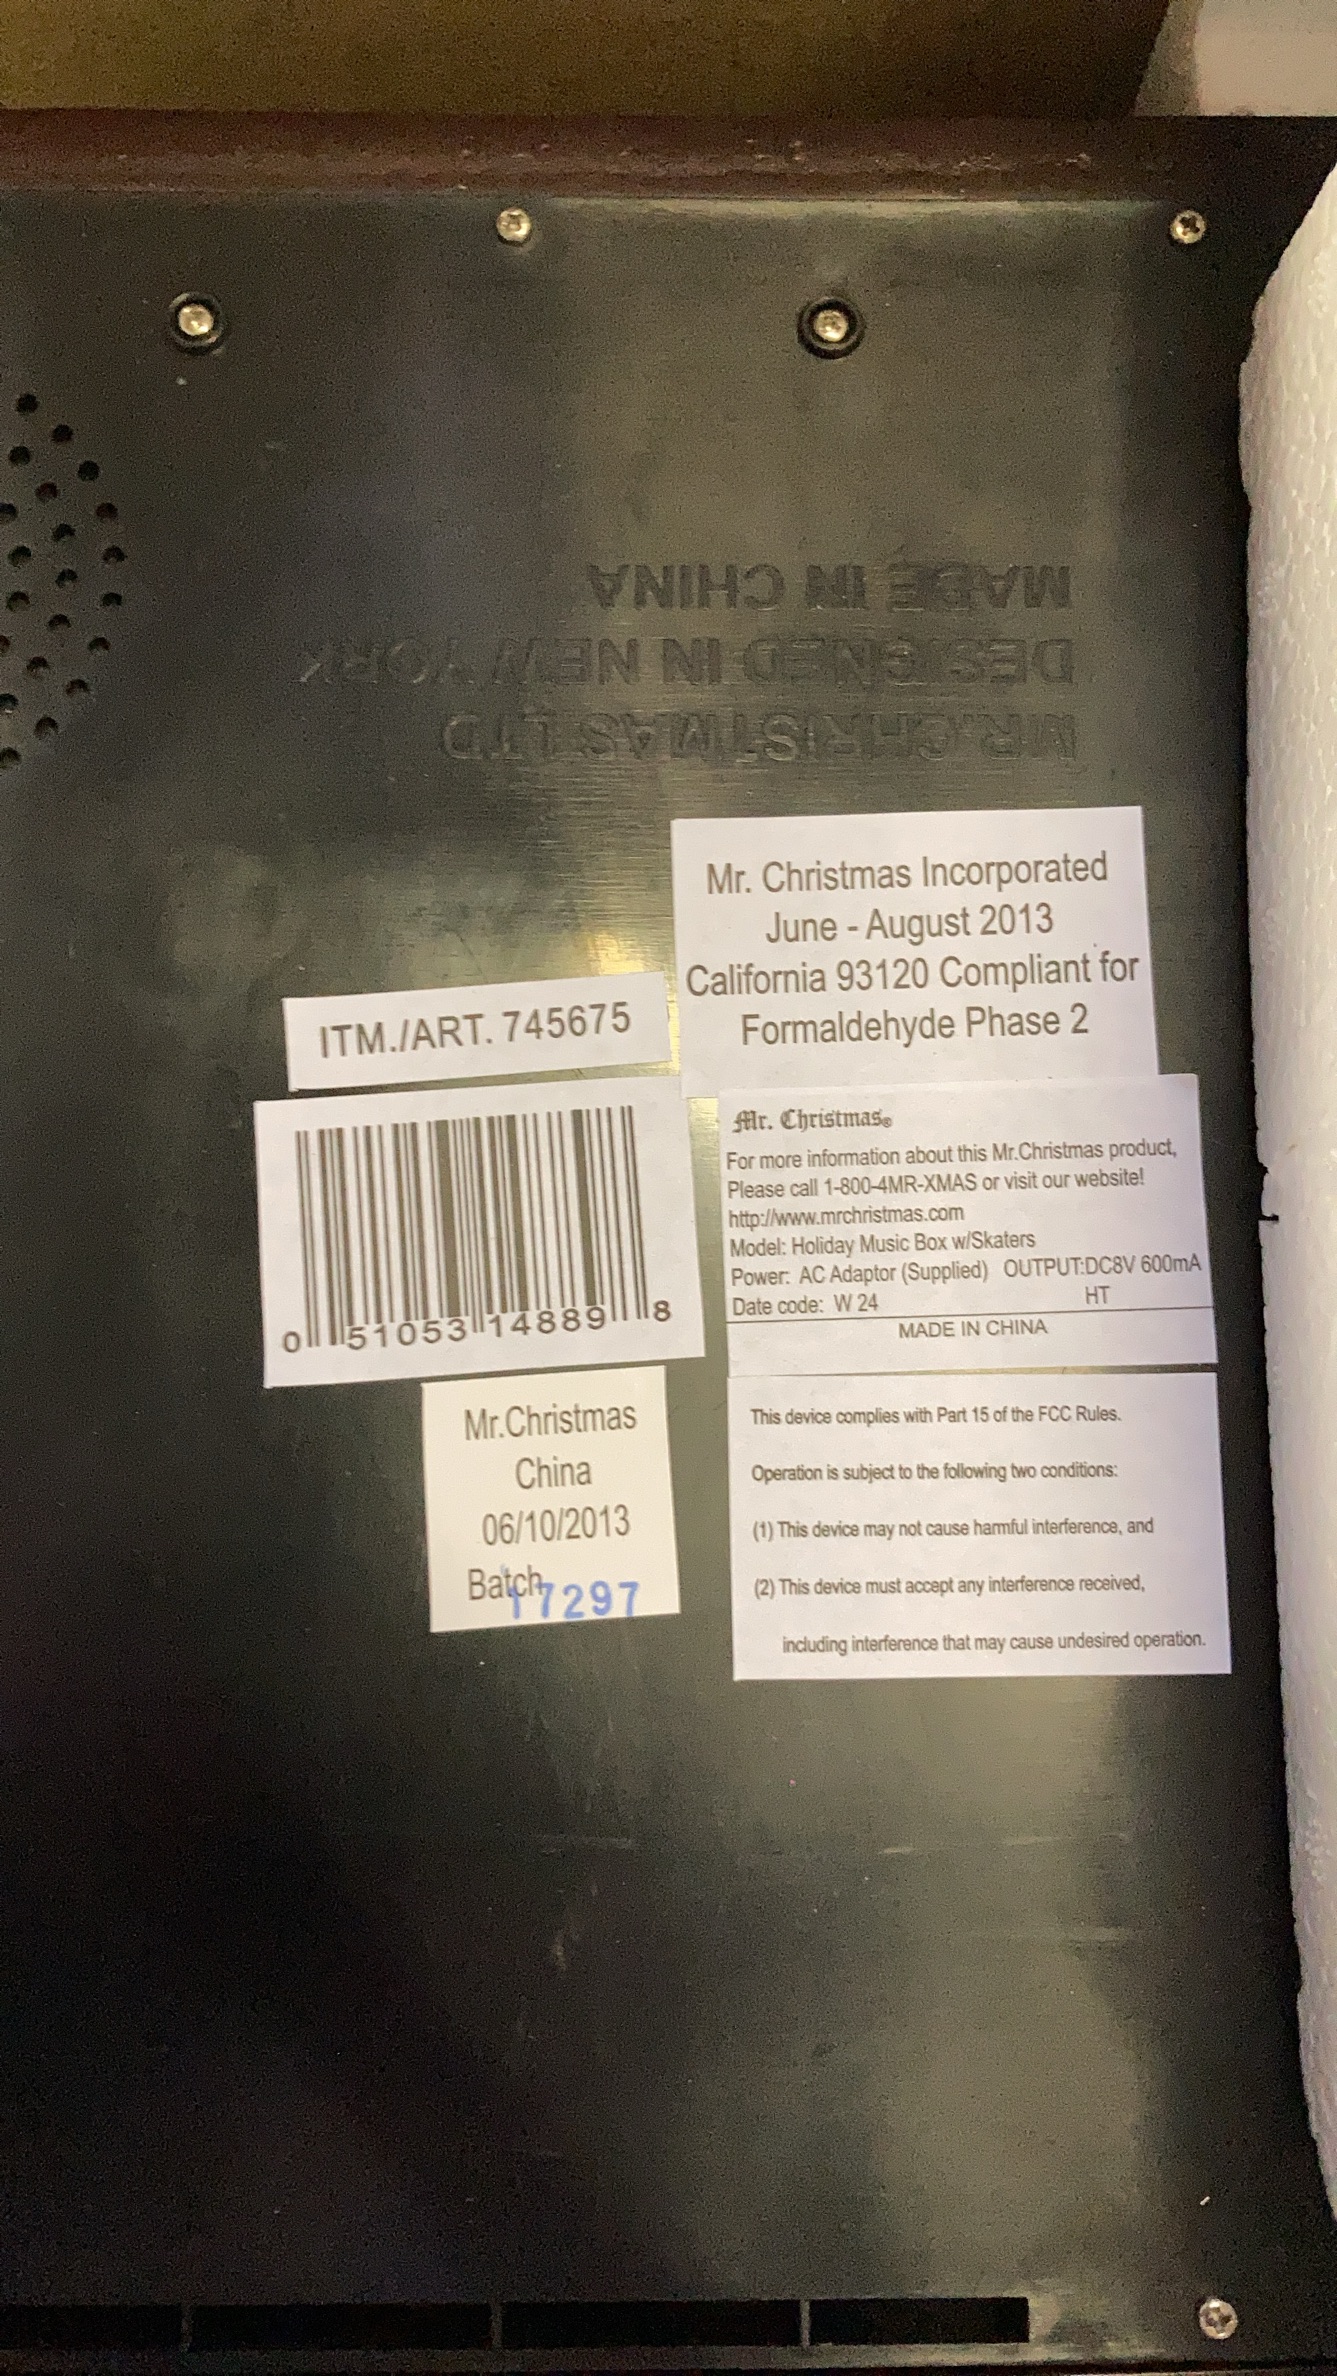 MADE IN CHINA
DESIGNED IN NEW YORK
MR.CHRISTMAS LTD
Mr. Christmas Incorporated
June - August 2013
California 93120 Compliant for
Formaldehyde Phase 2
ITM./ART. 745675
0 51053 14889 8
Mr. Christmas®
For more information about this Mr.Christmas product,
Please call 1-800-4MR-XMAS or visit our website!
http://www.mrchristmas.com
Model: Holiday Music Box w/Skaters
Power: AC Adaptor (Supplied) OUTPUT:DC8V 600mA
Date code: W 24 HT
MADE IN CHINA
Mr.Christmas
China
06/10/2013
Batch 17297
This device complies with Part 15 of the FCC Rules.
Operation is subject to the following two conditions:
(1) This device may not cause harmful interference, and
(2) This device must accept any interference received,
including interference that may cause undesired operation.